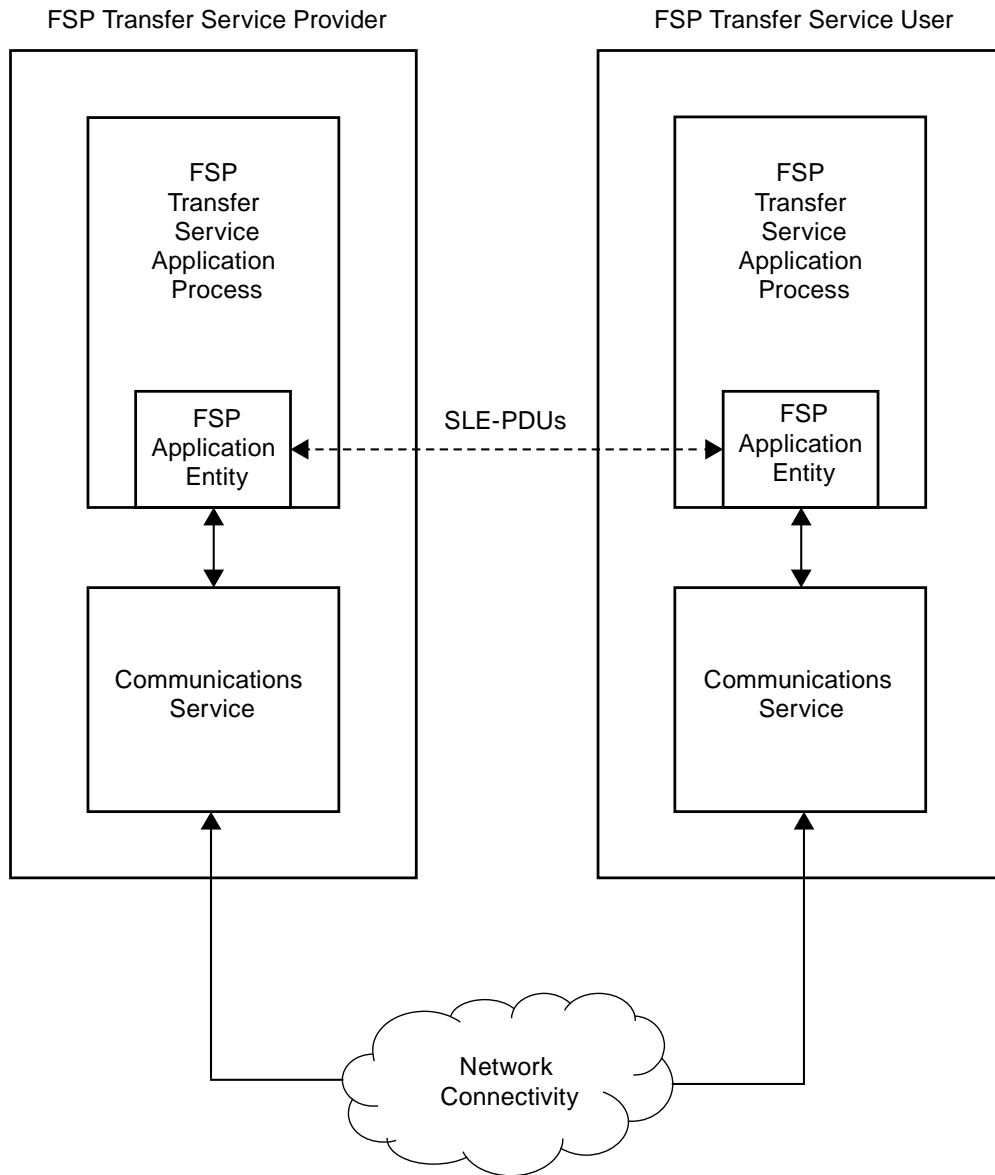 FSP Transfer Service Provider
FSP Transfer Service User
FSP
Transfer
Service
Application
Process
FSP
Transfer
Service
Application
Process
FSP
Application
Entity
SLE-PDUs
FSP
Application
Entity
Communications
Service
Communications
Service
Network
Connectivity